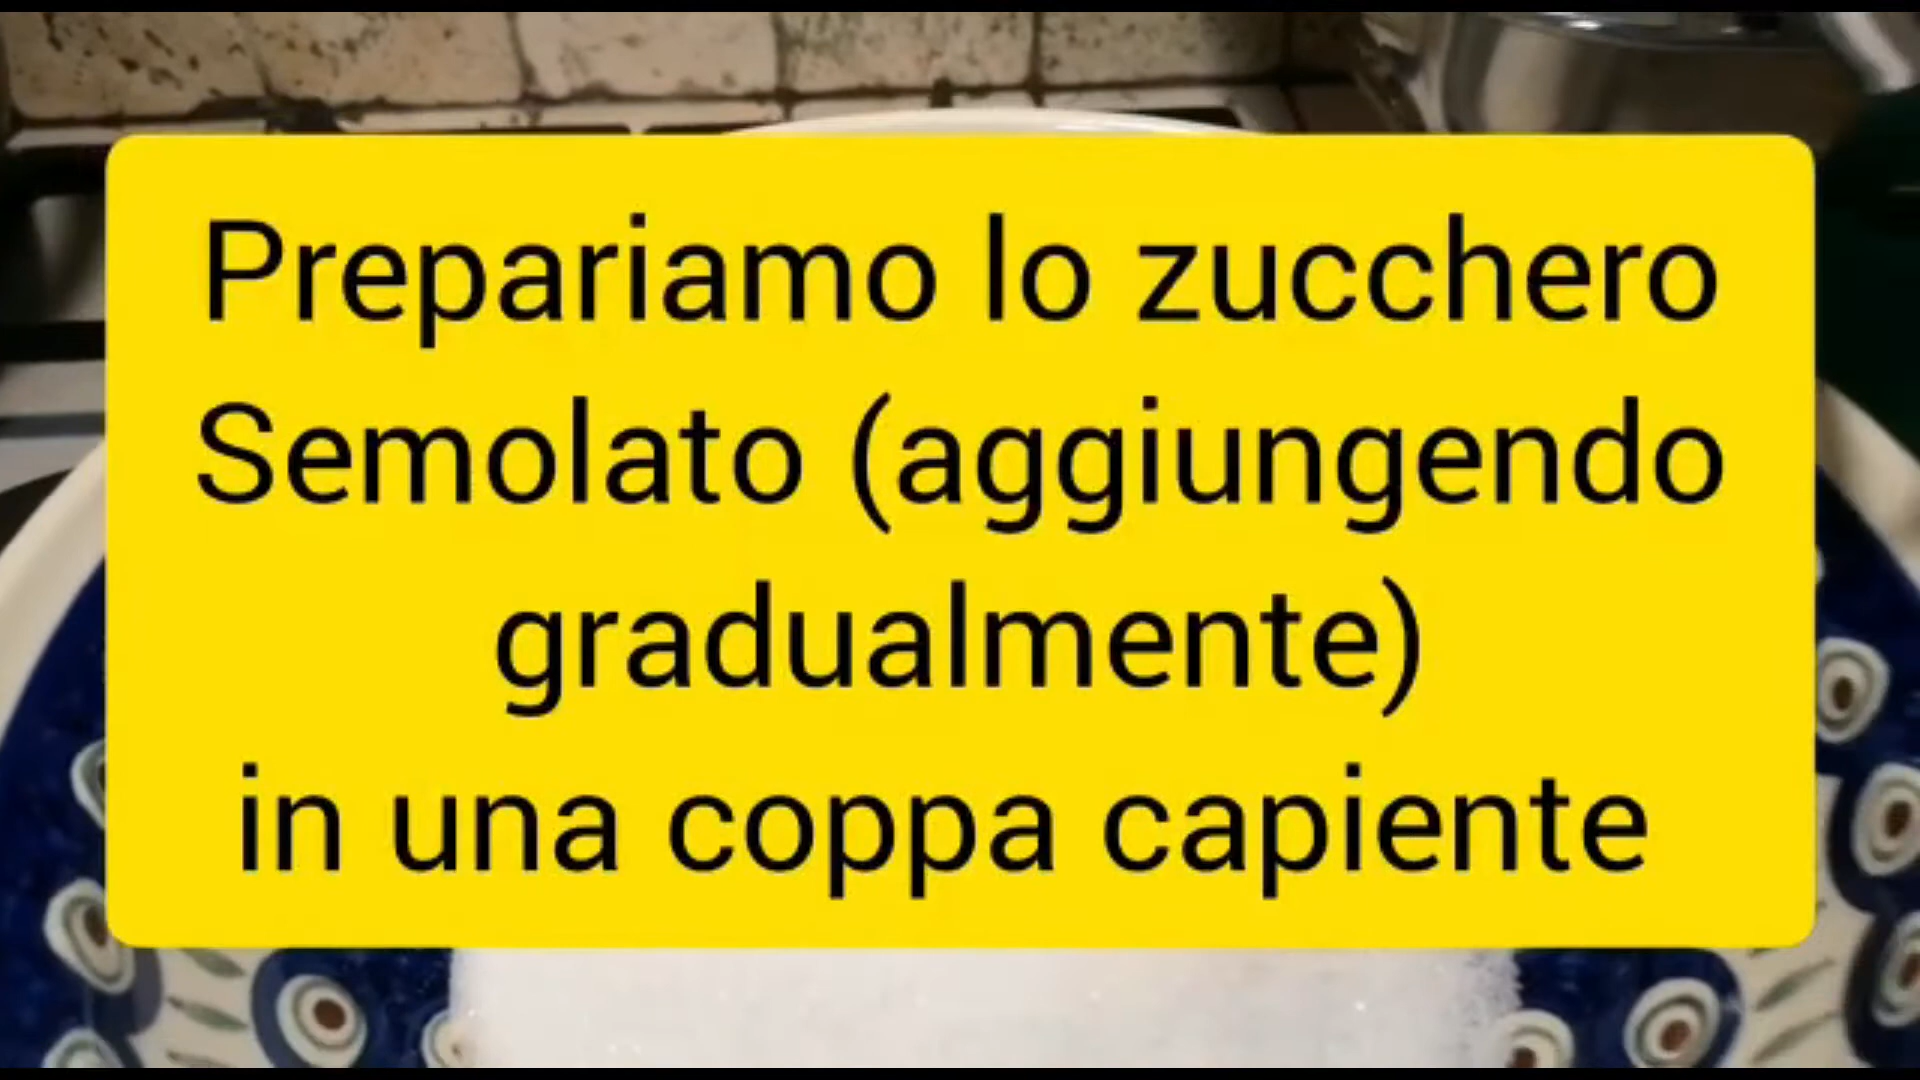 Prepariamo lo zucchero
Semolato (aggiungendo
gradualmente)
in una coppa capiente